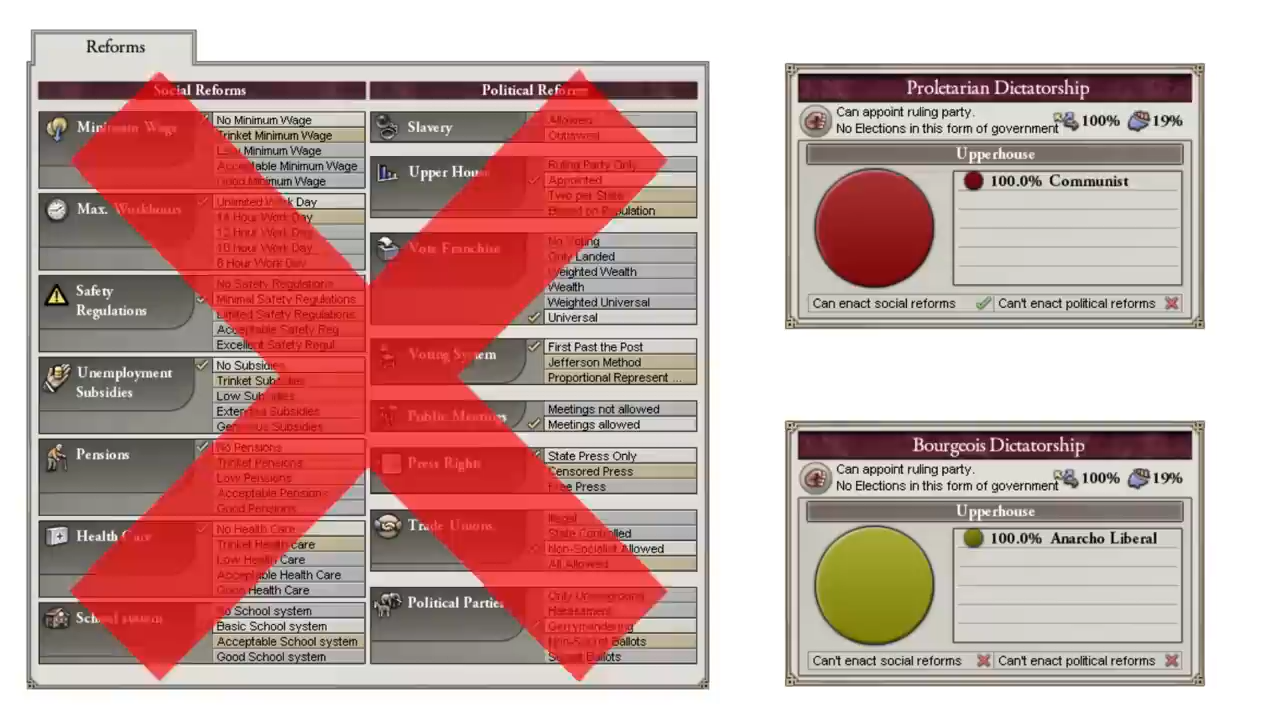 Reforms
Social Reforms
Minimum Wage
No Minimum Wage
Trinket Minimum Wage
Low Minimum Wage
Acceptable Minimum Wage
Good Minimum Wage
Max. Workhours
Unlimited Work Day
14 Hour Work Day
12 Hour Work Day
10 Hour Work Day
8 Hour Work Day
Safety
Regulations
No Safety Regulations
Minimal Safety Regulations
Limited Safety Regulations
Acceptable Safety Reg
Excellent Safety Regul
Unemployment
Subsidies
No Subsidies
Trinket Subsidies
Low Subsidies
Extended Subsidies
Generous Subsidies
Pensions
No Pensions
Trinket Pensions
Low Pensions
Acceptable Pensions
Good Pensions
Health Care
No Health Care
Trinket Health care
Low Health Care
Acceptable Health Care
Good Health Care
School system
No School system
Basic School system
Acceptable School system
Good School system
Political Reforms
Slavery
Allowed
Outlawed
Upper House
Ruling Party Only
Appointed
Two per State
Based on Population
Vote Franchise
No Voting
Only Landed
Weighted Wealth
Wealth
Weighted Universal
Universal
Voting System
First Past the Post
Jefferson Method
Proportional Represent ...
Public Meetings
Meetings not allowed
Meetings allowed
Press Rights
State Press Only
Censored Press
Free Press
Trade Unions
Illegal
State Controlled
Non-Socialist Allowed
All Allowed
Political Parties
Only Underground
Harassment
Gerrymandering
Non-Secret Ballots
Secret Ballots
Proletarian Dictatorship
Can appoint ruling party.
No Elections in this form of government 100% 19%
Upperhouse
100.0% Communist
Can enact social reforms Can't enact political reforms
Bourgeois Dictatorship
Can appoint ruling party.
No Elections in this form of government 100% 19%
Upperhouse
100.0% Anarcho Liberal
Can't enact social reforms Can't enact political reforms